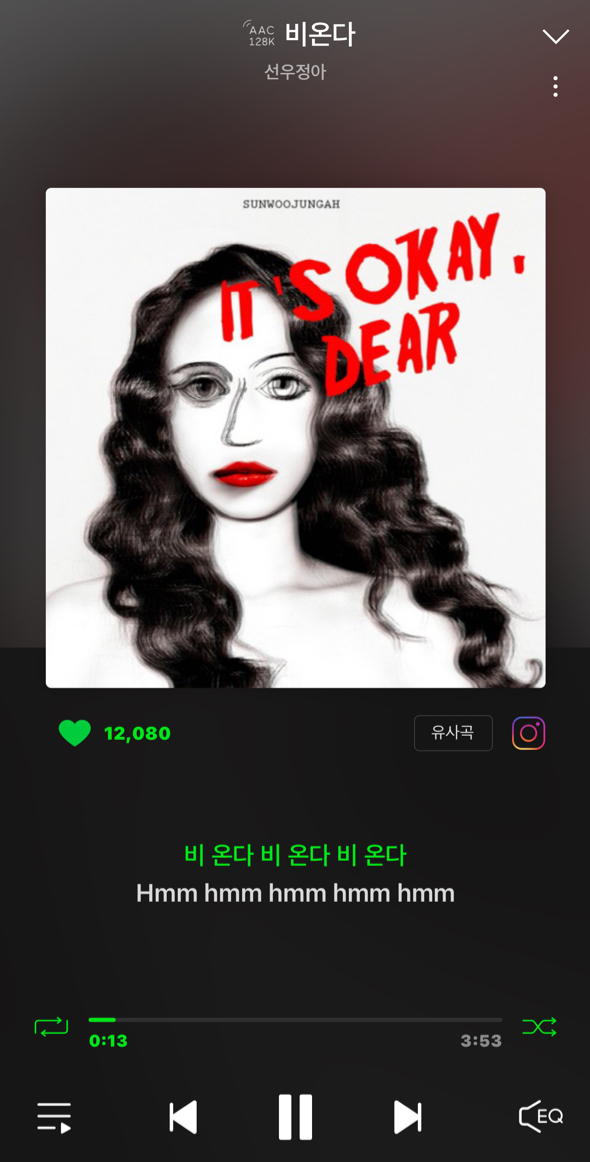 AAC
128K
비온다
선우정아
SUNWOOJUNGAH
IT'S OKAY,
DEAR
12,080
유사곡
비 온다 비 온다 비 온다
Hmm hmm hmm hmm hmm
0:13
3:53
EQ